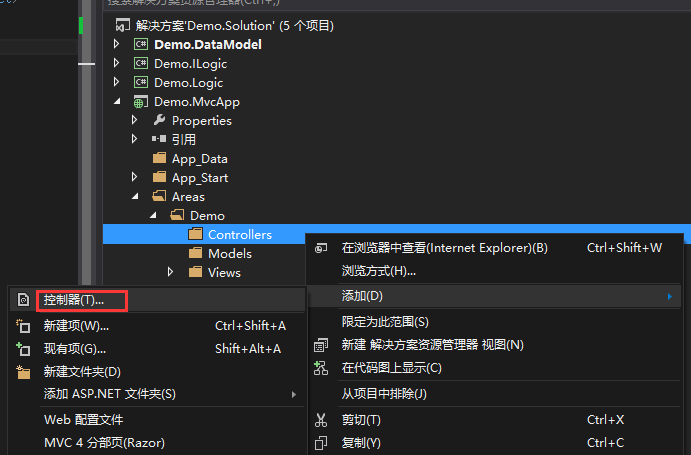 搜索解决方案资源管理器(Ctrl+;)
解决方案'Demo.Solution' (5 个项目)
Demo.DataModel
Demo.ILogic
Demo.Logic
Demo.MvcApp
Properties
引用
App_Data
App_Start
Areas
Demo
Controllers
Models
Views
在浏览器中查看(Internet Explorer)(B) Ctrl+Shift+W
浏览方式(H)...
添加(D)
限定为此范围(S)
新建 解决方案资源管理器 视图(N)
在代码图上显示(C)
从项目中排除(J)
剪切(T) Ctrl+X
复制(Y) Ctrl+C
控制器(T)...
新建项(W)... Ctrl+Shift+A
现有项(G)... Shift+Alt+A
新建文件夹(D)
添加 ASP.NET 文件夹(S)
Web 配置文件
MVC 4 分部页(Razor)